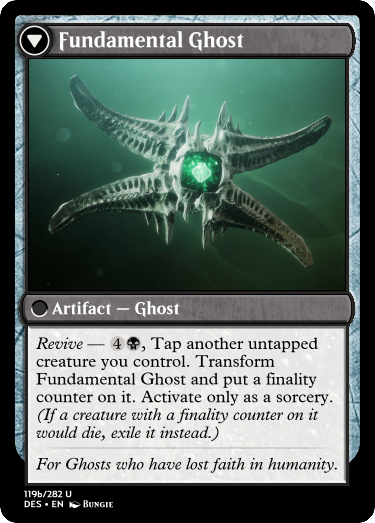 Fundamental Ghost
Artifact — Ghost
Revive — 4, Tap another untapped
creature you control. Transform
Fundamental Ghost and put a finality
counter on it. Activate only as a sorcery.
(If a creature with a finality counter on it
would die, exile it instead.)
For Ghosts who have lost faith in humanity.
119b/282 U
DES • EN Bungie